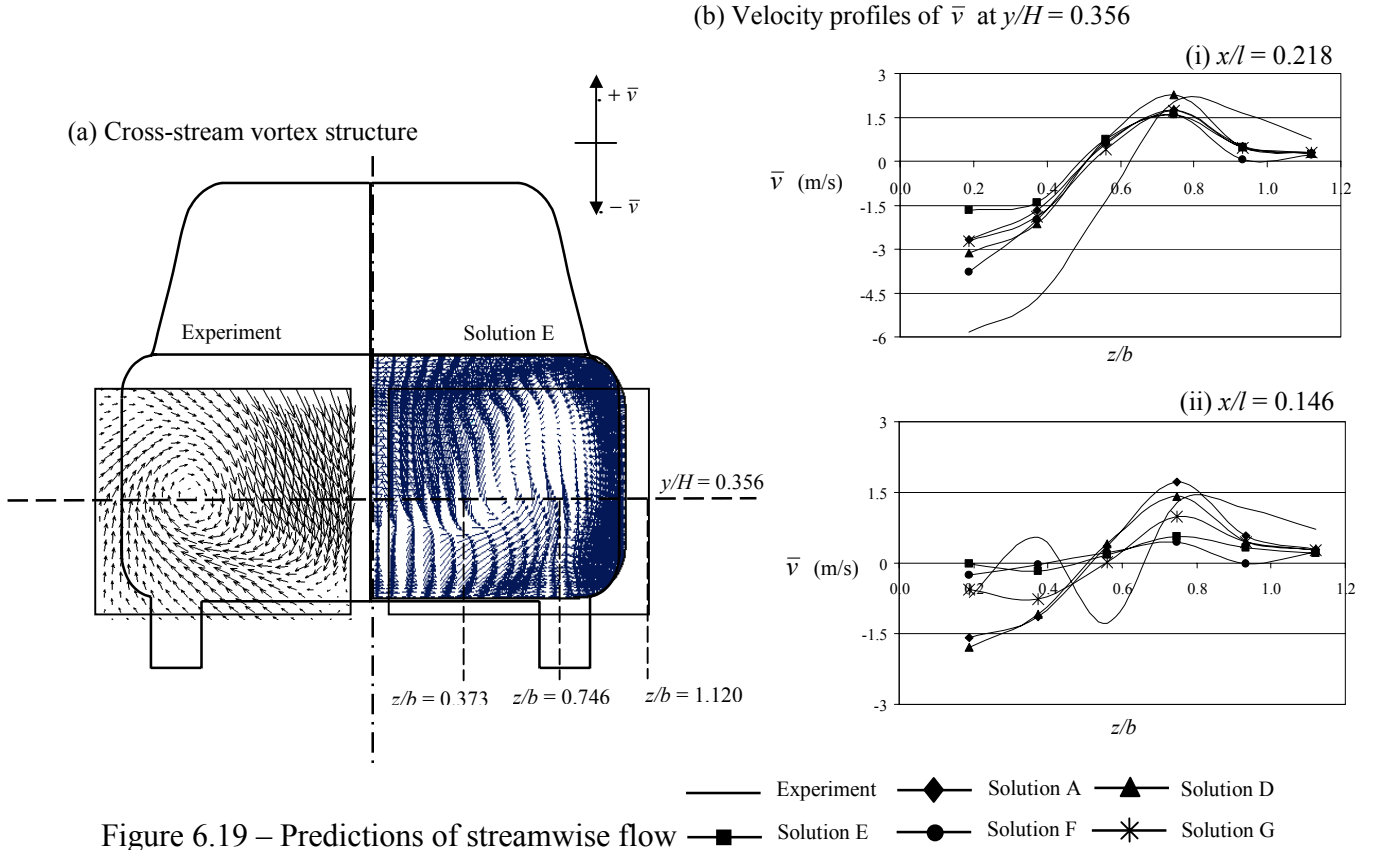 (b) Velocity profiles of v̅ at y/H = 0.356
(a) Cross-stream vortex structure
+ v̅
- v̅
Experiment
Solution E
y/H = 0.356
z/b = 0.373
z/b = 0.746
z/b = 1.120
(i) x/l = 0.218
3
1.5
0
-1.5
-3
-4.5
-6
v̅ (m/s)
0.0 0.2 0.4 0.6 0.8 1.0 1.2
z/b
(ii) x/l = 0.146
3
1.5
0
-1.5
-3
v̅ (m/s)
0.0 0.2 0.4 0.6 0.8 1.0 1.2
z/b
Experiment Solution A Solution D
Solution E Solution F Solution G
Figure 6.19 – Predictions of streamwise flow